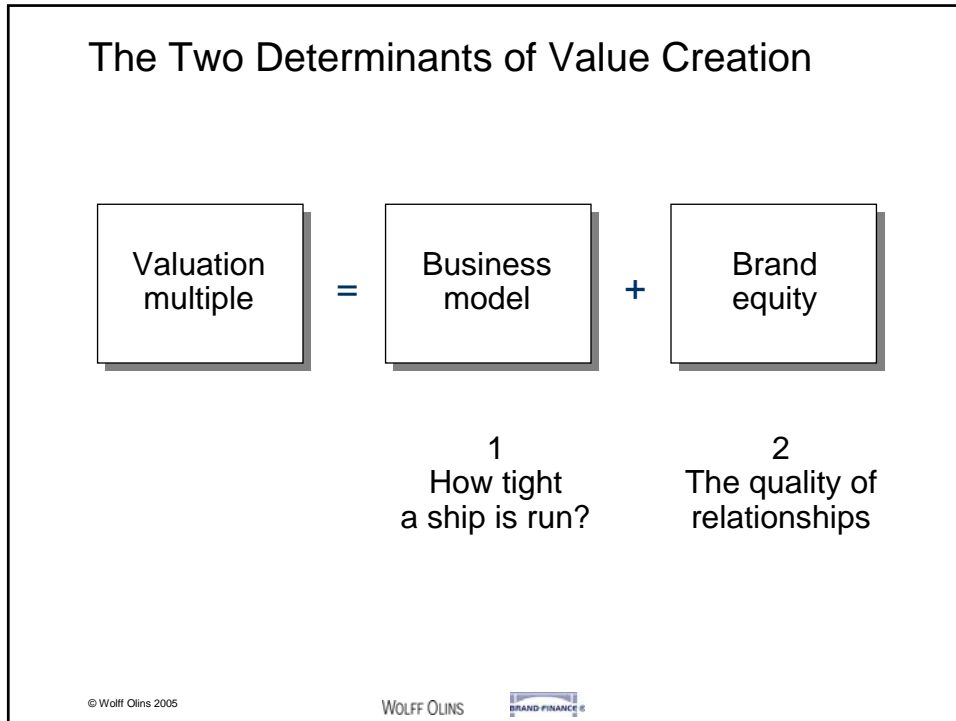 The Two Determinants of Value Creation
Valuation
multiple
=
Business
model
+
Brand
equity
1
How tight
a ship is run?
2
The quality of
relationships
© Wolff Olins 2005
WOLFF OLINS
BRAND FINANCE ®